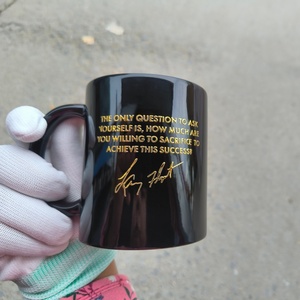 THE ONLY QUESTION TO ASK
YOURSELF IS, HOW MUCH ARE
YOU WILLING TO SACRIFICE TO
ACHIEVE THIS SUCCESS!!